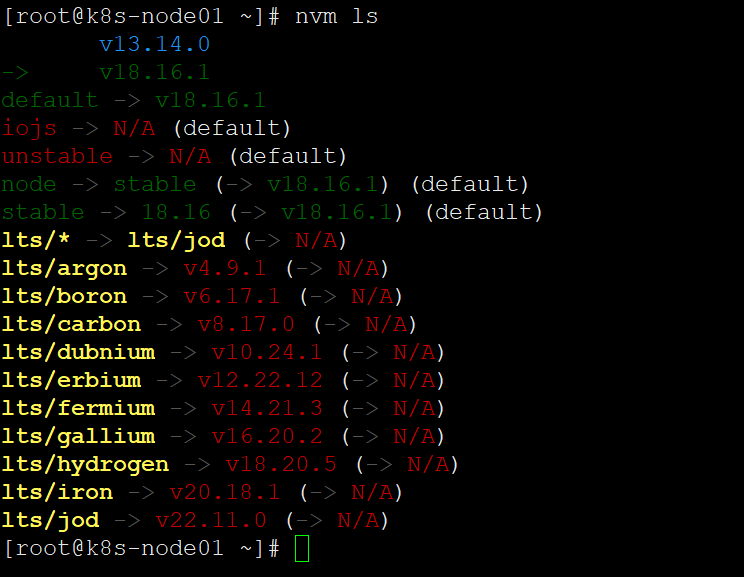 [root@k8s-node01 ~]# nvm ls
v13.14.0
-> v18.16.1
default -> v18.16.1
iojs -> N/A (default)
unstable -> N/A (default)
node -> stable (-> v18.16.1) (default)
stable -> 18.16 (-> v18.16.1) (default)
lts/* -> lts/jod (-> N/A)
lts/argon -> v4.9.1 (-> N/A)
lts/boron -> v6.17.1 (-> N/A)
lts/carbon -> v8.17.0 (-> N/A)
lts/dubnium -> v10.24.1 (-> N/A)
lts/erbium -> v12.22.12 (-> N/A)
lts/fermium -> v14.21.3 (-> N/A)
lts/gallium -> v16.20.2 (-> N/A)
lts/hydrogen -> v18.20.5 (-> N/A)
lts/iron -> v20.18.1 (-> N/A)
lts/jod -> v22.11.0 (-> N/A)
[root@k8s-node01 ~]#